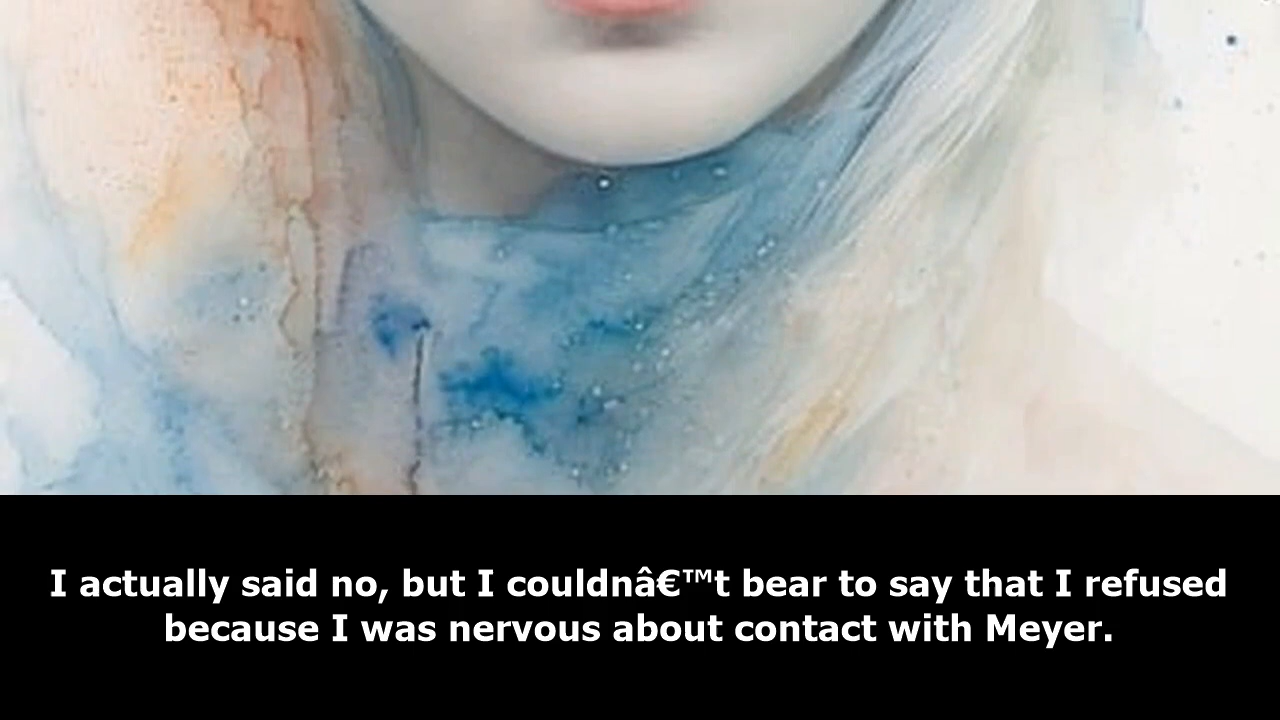 I actually said no, but I couldnâ€™t bear to say that I refused
because I was nervous about contact with Meyer.